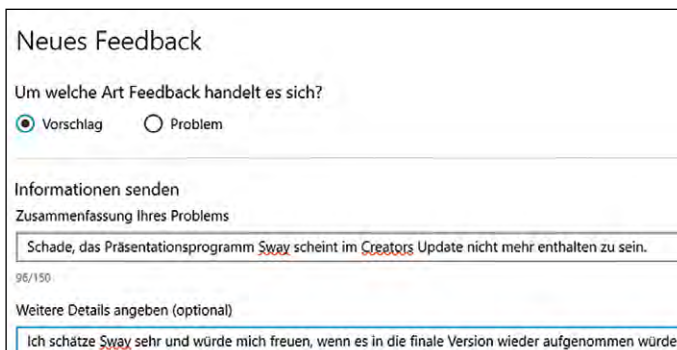 Neues Feedback
Um welche Art Feedback handelt es sich?
Vorschlag Problem
Informationen senden
Zusammenfassung Ihres Problems
Schade, das Präsentationsprogramm Sway scheint im Creators Update nicht mehr enthalten zu sein.
96/150
Weitere Details angeben (optional)
Ich schätze Sway sehr und würde mich freuen, wenn es in die finale Version wieder aufgenommen würde